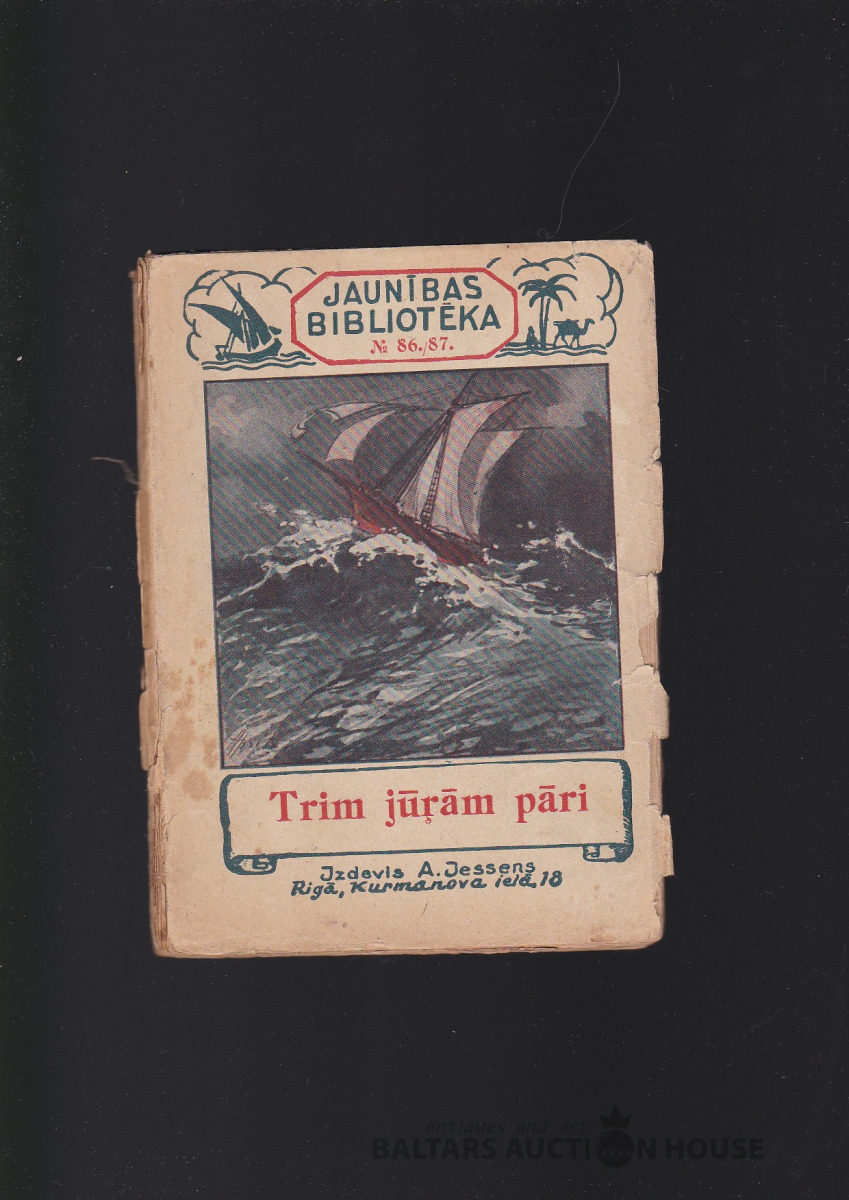 JAUNĪBAS
BIBLIOTĒKA
№ 86./87.
Trim jūŗām pāri
Izdevis A. Jessens
Rīgā, Kurmanova ielā, 18
antiques and art
BALTARS AUCTION HOUSE